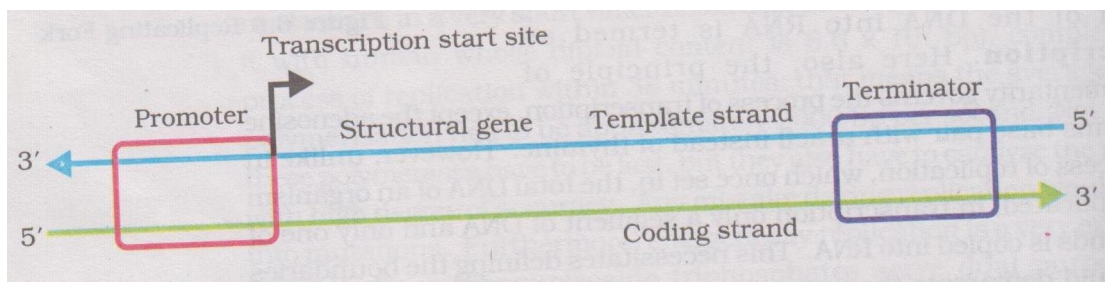 Transcription start site
Promoter
Structural gene
Template strand
Terminator
3′
5′
5′
3′
Coding strand